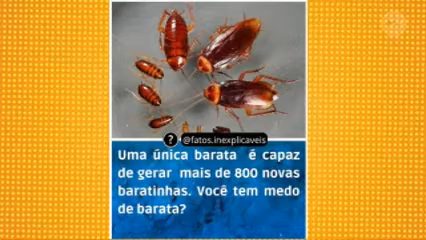 ? @fatos.inexplicaveis
Uma única barata é capaz
de gerar mais de 800 novas
baratinhas. Você tem medo
de barata?